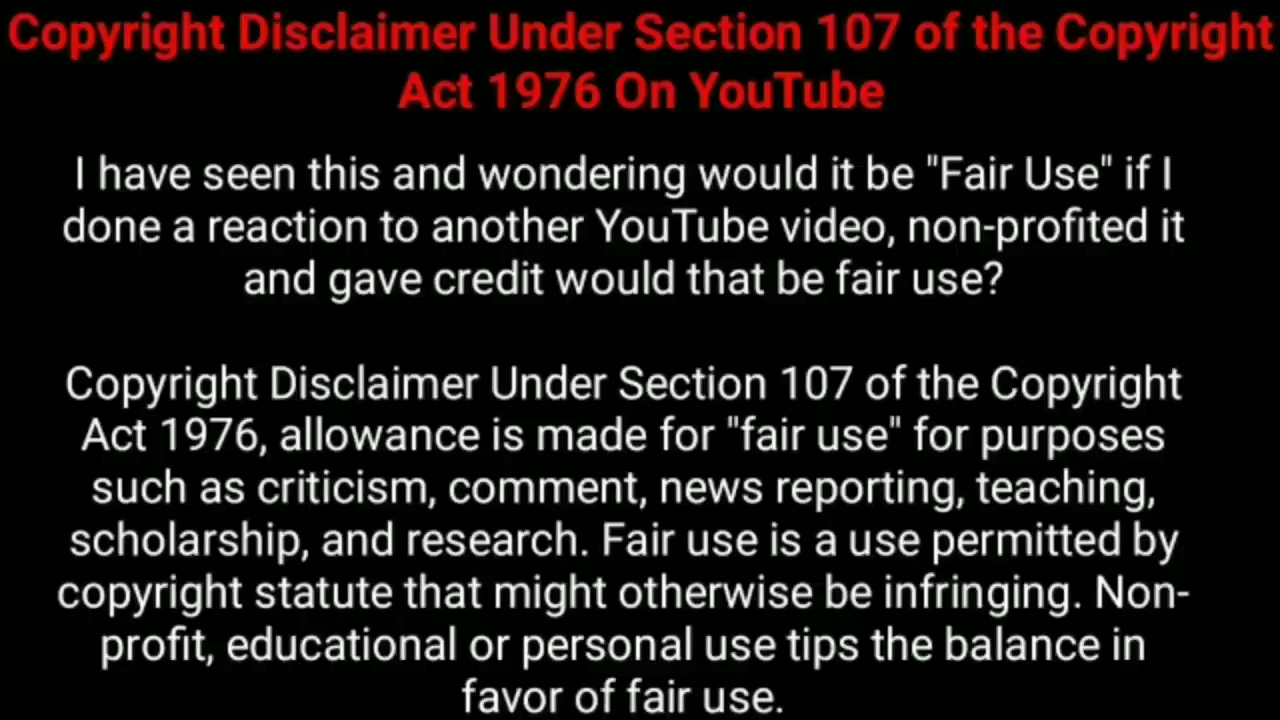 Copyright Disclaimer Under Section 107 of the Copyright
Act 1976 On YouTube
I have seen this and wondering would it be "Fair Use" if I
done a reaction to another YouTube video, non-profited it
and gave credit would that be fair use?
Copyright Disclaimer Under Section 107 of the Copyright
Act 1976, allowance is made for "fair use" for purposes
such as criticism, comment, news reporting, teaching,
scholarship, and research. Fair use is a use permitted by
copyright statute that might otherwise be infringing. Non-
profit, educational or personal use tips the balance in
favor of fair use.